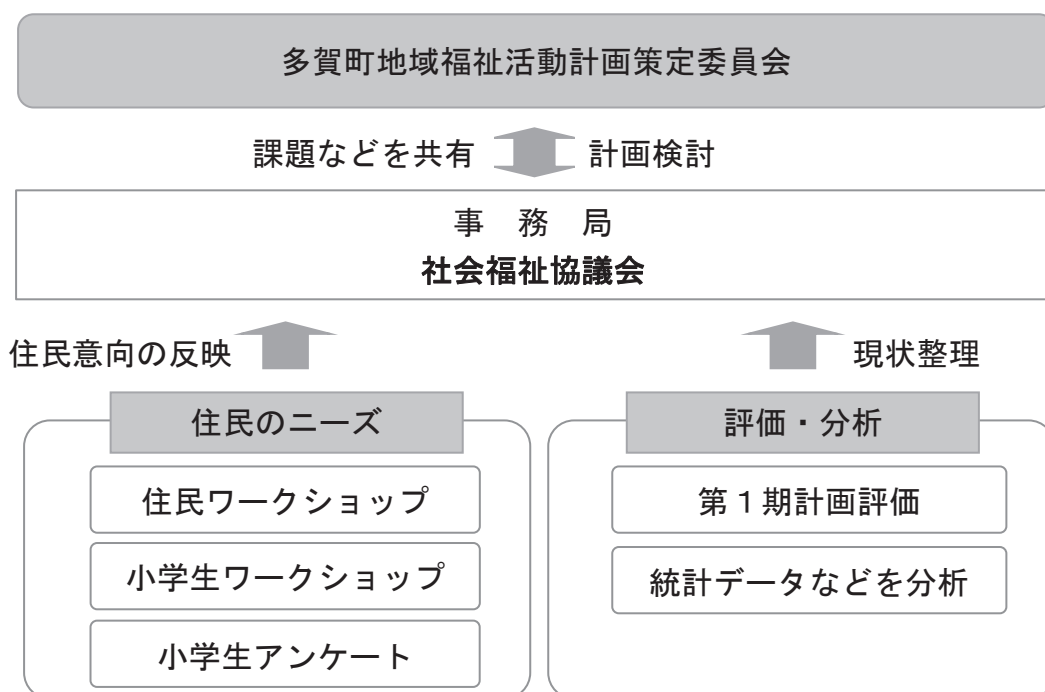 多賀町地域福祉活動計画策定委員会
課題などを共有
計画検討
事　務　局
社会福祉協議会
住民意向の反映
現状整理
住民のニーズ
住民ワークショップ
小学生ワークショップ
小学生アンケート
評価・分析
第１期計画評価
統計データなどを分析